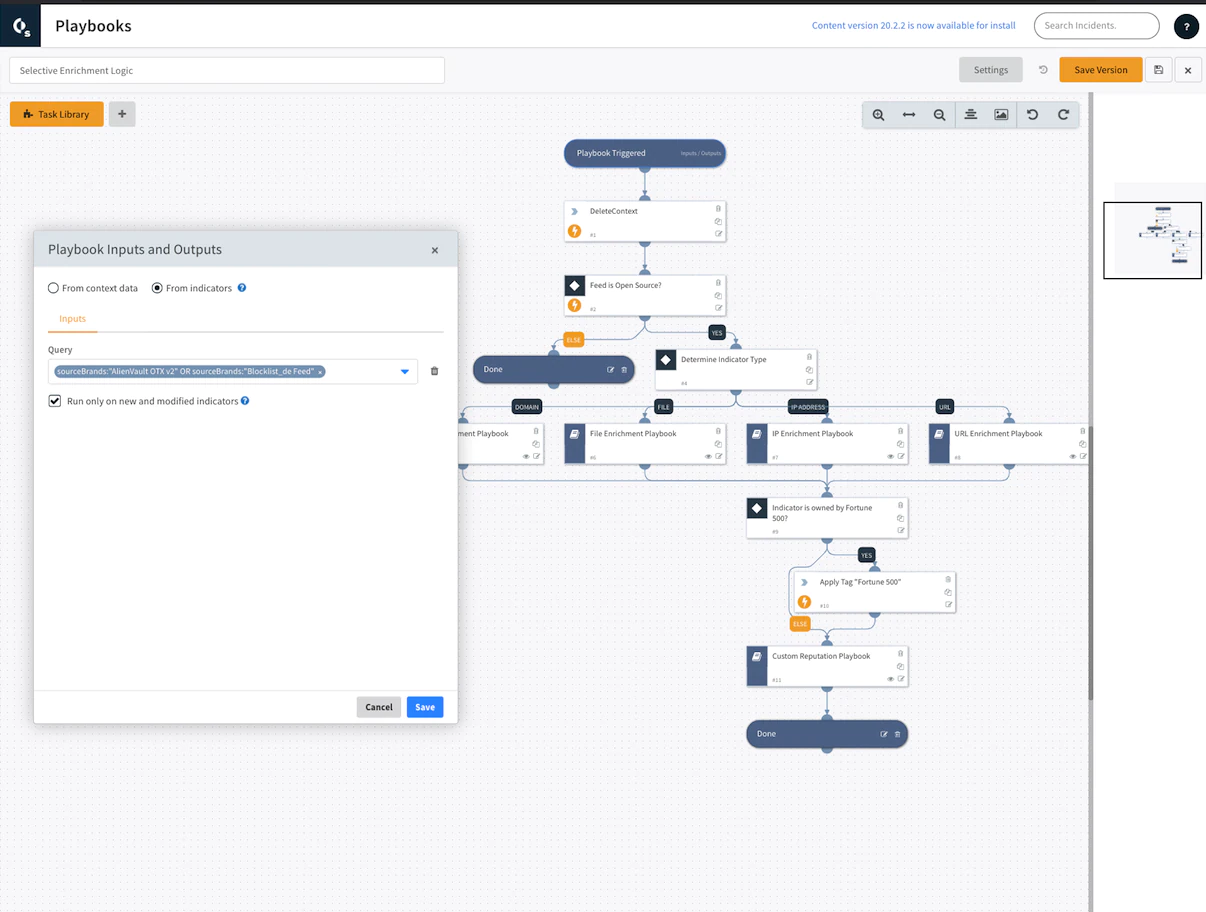 Playbooks
Content version 20.2.2 is now available for install
Search Incidents.
?
Selective Enrichment Logic
Settings
Save Version
Task Library
Playbook Triggered
Inputs / Outputs
DeleteContext
#1
Feed is Open Source?
#2
ELSE
YES
Done
Determine Indicator Type
#4
DOMAIN
FILE
IP ADDRESS
URL
ment Playbook
File Enrichment Playbook
#6
IP Enrichment Playbook
#7
URL Enrichment Playbook
#8
Indicator is owned by Fortune
500?
#9
YES
Apply Tag "Fortune 500"
#10
ELSE
Custom Reputation Playbook
#11
Done
Playbook Inputs and Outputs
From context data
From indicators
Inputs
Query
sourceBrands:"AlienVault OTX v2" OR sourceBrands:"Blocklist_de Feed"
Run only on new and modified indicators
Cancel
Save